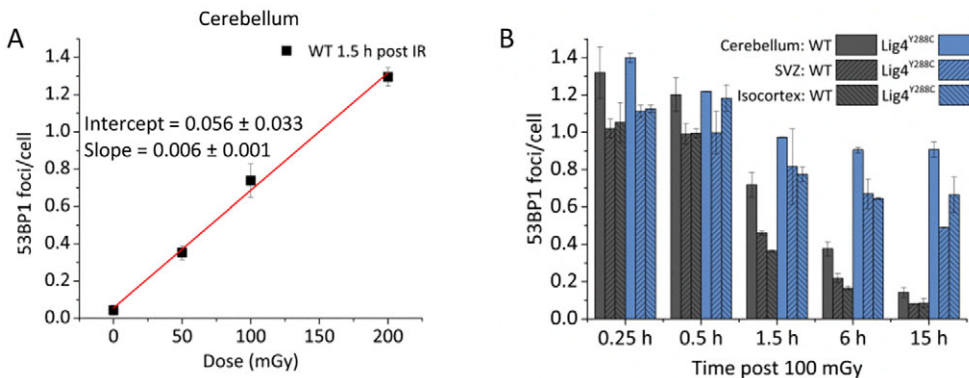 A
Cerebellum
WT 1.5 h post IR
Intercept = 0.056 ± 0.033
Slope = 0.006 ± 0.001
53BP1 foci/cell
1.4
1.2
1.0
0.8
0.6
0.4
0.2
0.0
0 50 100 150 200
Dose (mGy)
B
Cerebellum: WT Lig4Y288C
SVZ: WT Lig4Y288C
Isocortex: WT Lig4Y288C
53BP1 foci/cell
1.4
1.2
1.0
0.8
0.6
0.4
0.2
0.0
0.25 h 0.5 h 1.5 h 6 h 15 h
Time post 100 mGy